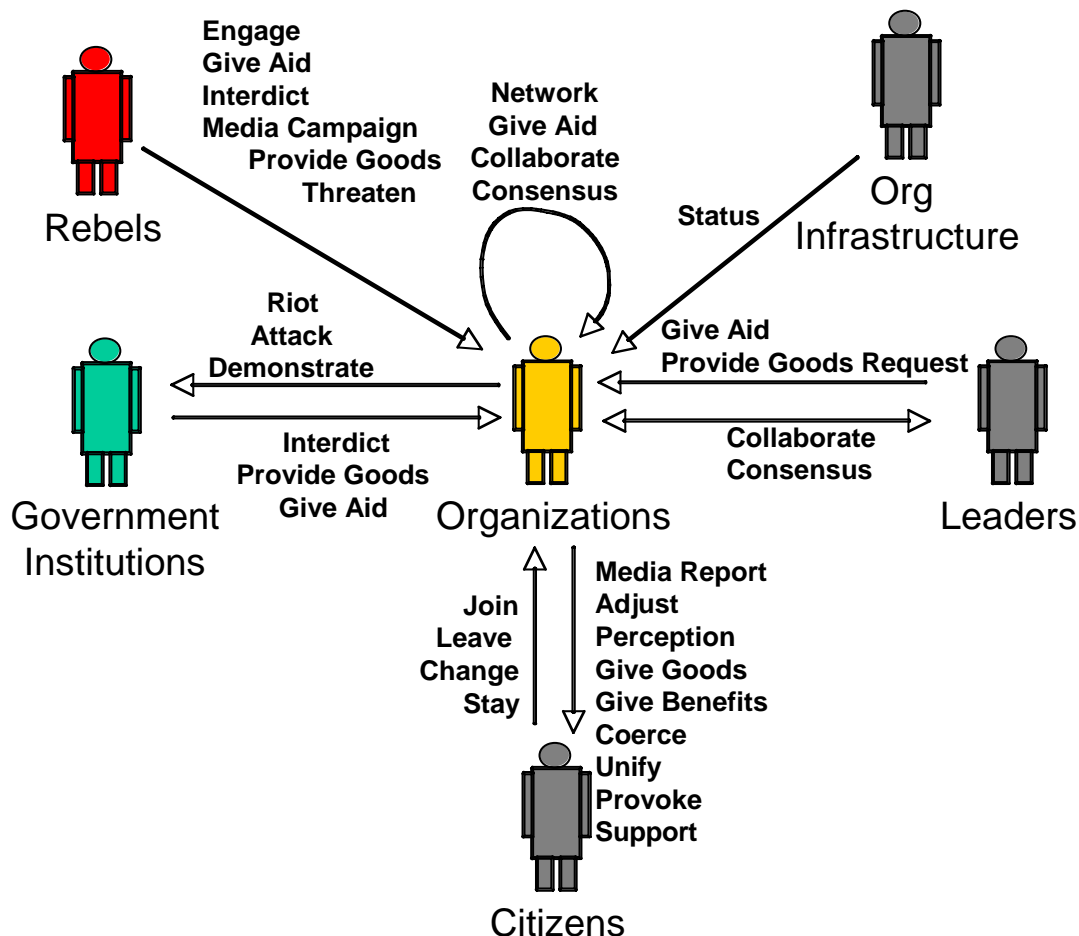 Engage
Give Aid
Interdict
Media Campaign
Provide Goods
Threaten
Rebels
Network
Give Aid
Collaborate
Consensus
Status
Org
Infrastructure
Riot
Attack
Demonstrate
Interdict
Provide Goods
Give Aid
Government
Institutions
Organizations
Give Aid
Provide Goods Request
Collaborate
Consensus
Leaders
Join
Leave
Change
Stay
Media Report
Adjust
Perception
Give Goods
Give Benefits
Coerce
Unify
Provoke
Support
Citizens